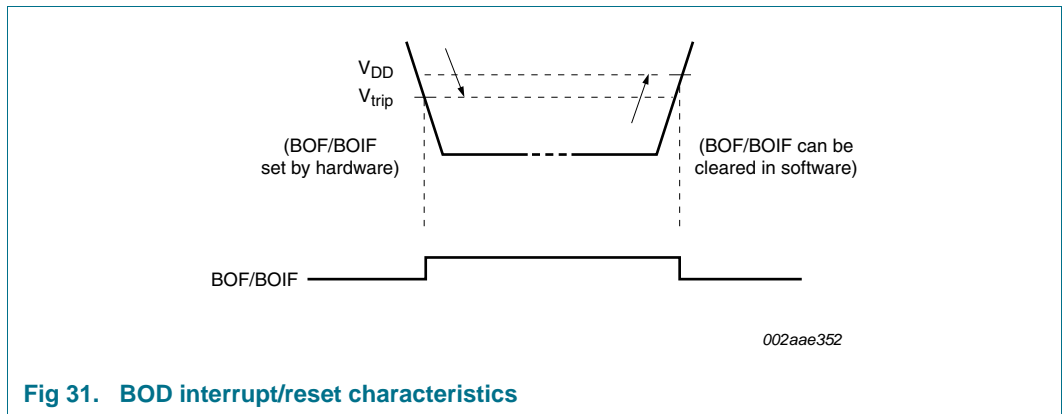 VDD
Vtrip
(BOF/BOIF
set by hardware)
(BOF/BOIF can be
cleared in software)
BOF/BOIF
002aae352
Fig 31. BOD interrupt/reset characteristics